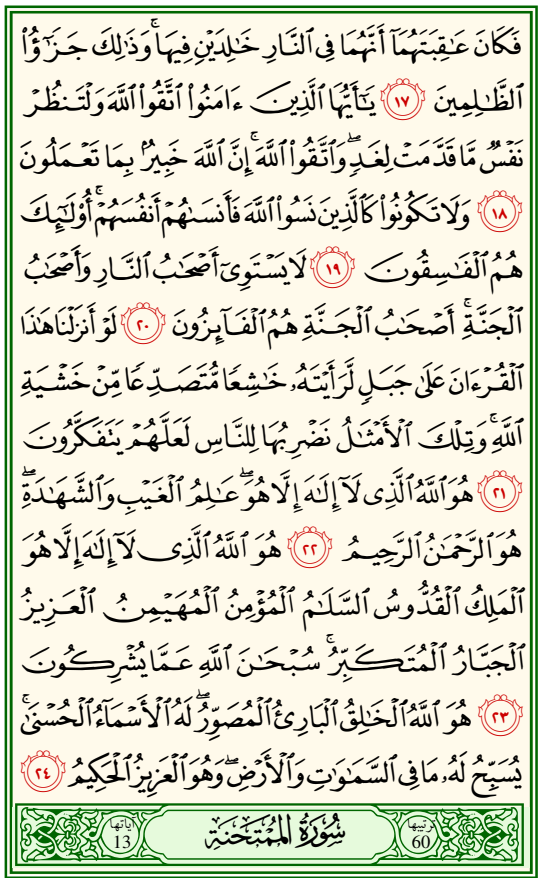 فَكَانَ عَٰقِبَتَهُمَآ أَنَّهُمَا فِى ٱلنَّارِ خَٰلِدَيْنِ فِيهَا ۚ وَذَٰلِكَ جَزَٰٓؤُا۟
ٱلظَّٰلِمِينَ ١٧ يَٰٓأَيُّهَا ٱلَّذِينَ ءَامَنُوا۟ ٱتَّقُوا۟ ٱللَّهَ وَلْتَنظُرْ
نَفْسٌ مَّا قَدَّمَتْ لِغَدٍ ۖ وَٱتَّقُوا۟ ٱللَّهَ ۚ إِنَّ ٱللَّهَ خَبِيرٌۢ بِمَا تَعْمَلُونَ
١٨ وَلَا تَكُونُوا۟ كَٱلَّذِينَ نَسُوا۟ ٱللَّهَ فَأَنسَىٰهُمْ أَنفُسَهُمْ ۚ أُو۟لَٰٓئِكَ
هُمُ ٱلْفَٰسِقُونَ ١٩ لَا يَسْتَوِىٓ أَصْحَٰبُ ٱلنَّارِ وَأَصْحَٰبُ
ٱلْجَنَّةِ ۚ أَصْحَٰبُ ٱلْجَنَّةِ هُمُ ٱلْفَآئِزُونَ ٢٠ لَوْ أَنزَلْنَا هَٰذَا
ٱلْقُرْءَانَ عَلَىٰ جَبَلٍ لَّرَأَيْتَهُۥ خَٰشِعًا مُّتَصَدِّعًا مِّنْ خَشْيَةِ
ٱللَّهِ ۚ وَتِلْكَ ٱلْأَمْثَٰلُ نَضْرِبُهَا لِلنَّاسِ لَعَلَّهُمْ يَتَفَكَّرُونَ
٢١ هُوَ ٱللَّهُ ٱلَّذِى لَآ إِلَٰهَ إِلَّا هُوَ ۖ عَٰلِمُ ٱلْغَيْبِ وَٱلشَّهَٰدَةِ ۖ
هُوَ ٱلرَّحْمَٰنُ ٱلرَّحِيمُ ٢٢ هُوَ ٱللَّهُ ٱلَّذِى لَآ إِلَٰهَ إِلَّا هُوَ
ٱلْمَلِكُ ٱلْقُدُّوسُ ٱلسَّلَٰمُ ٱلْمُؤْمِنُ ٱلْمُهَيْمِنُ ٱلْعَزِيزُ
ٱلْجَبَّارُ ٱلْمُتَكَبِّرُ ۚ سُبْحَٰنَ ٱللَّهِ عَمَّا يُشْرِكُونَ
٢٣ هُوَ ٱللَّهُ ٱلْخَٰلِقُ ٱلْبَارِئُ ٱلْمُصَوِّرُ ۖ لَهُ ٱلْأَسْمَآءُ ٱلْحُسْنَىٰ ۚ
يُسَبِّحُ لَهُۥ مَا فِى ٱلسَّمَٰوَٰتِ وَٱلْأَرْضِ ۖ وَهُوَ ٱلْعَزِيزُ ٱلْحَكِيمُ ٢٤
ترتيبها 60 سُورَةُ المُمْتَحنَةِ آياتها 13